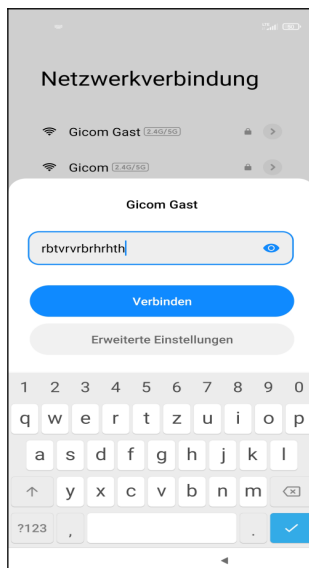 Netzwerkverbindung
Gicom Gast 2.4G/5G
Gicom 2.4G/5G
Gicom Gast
rbtvrvrbrhrhth
Verbinden
Erweiterte Einstellungen
1 2 3 4 5 6 7 8 9 0
q w e r t z u i o p
a s d f g h j k l
y x c v b n m
?123 , .